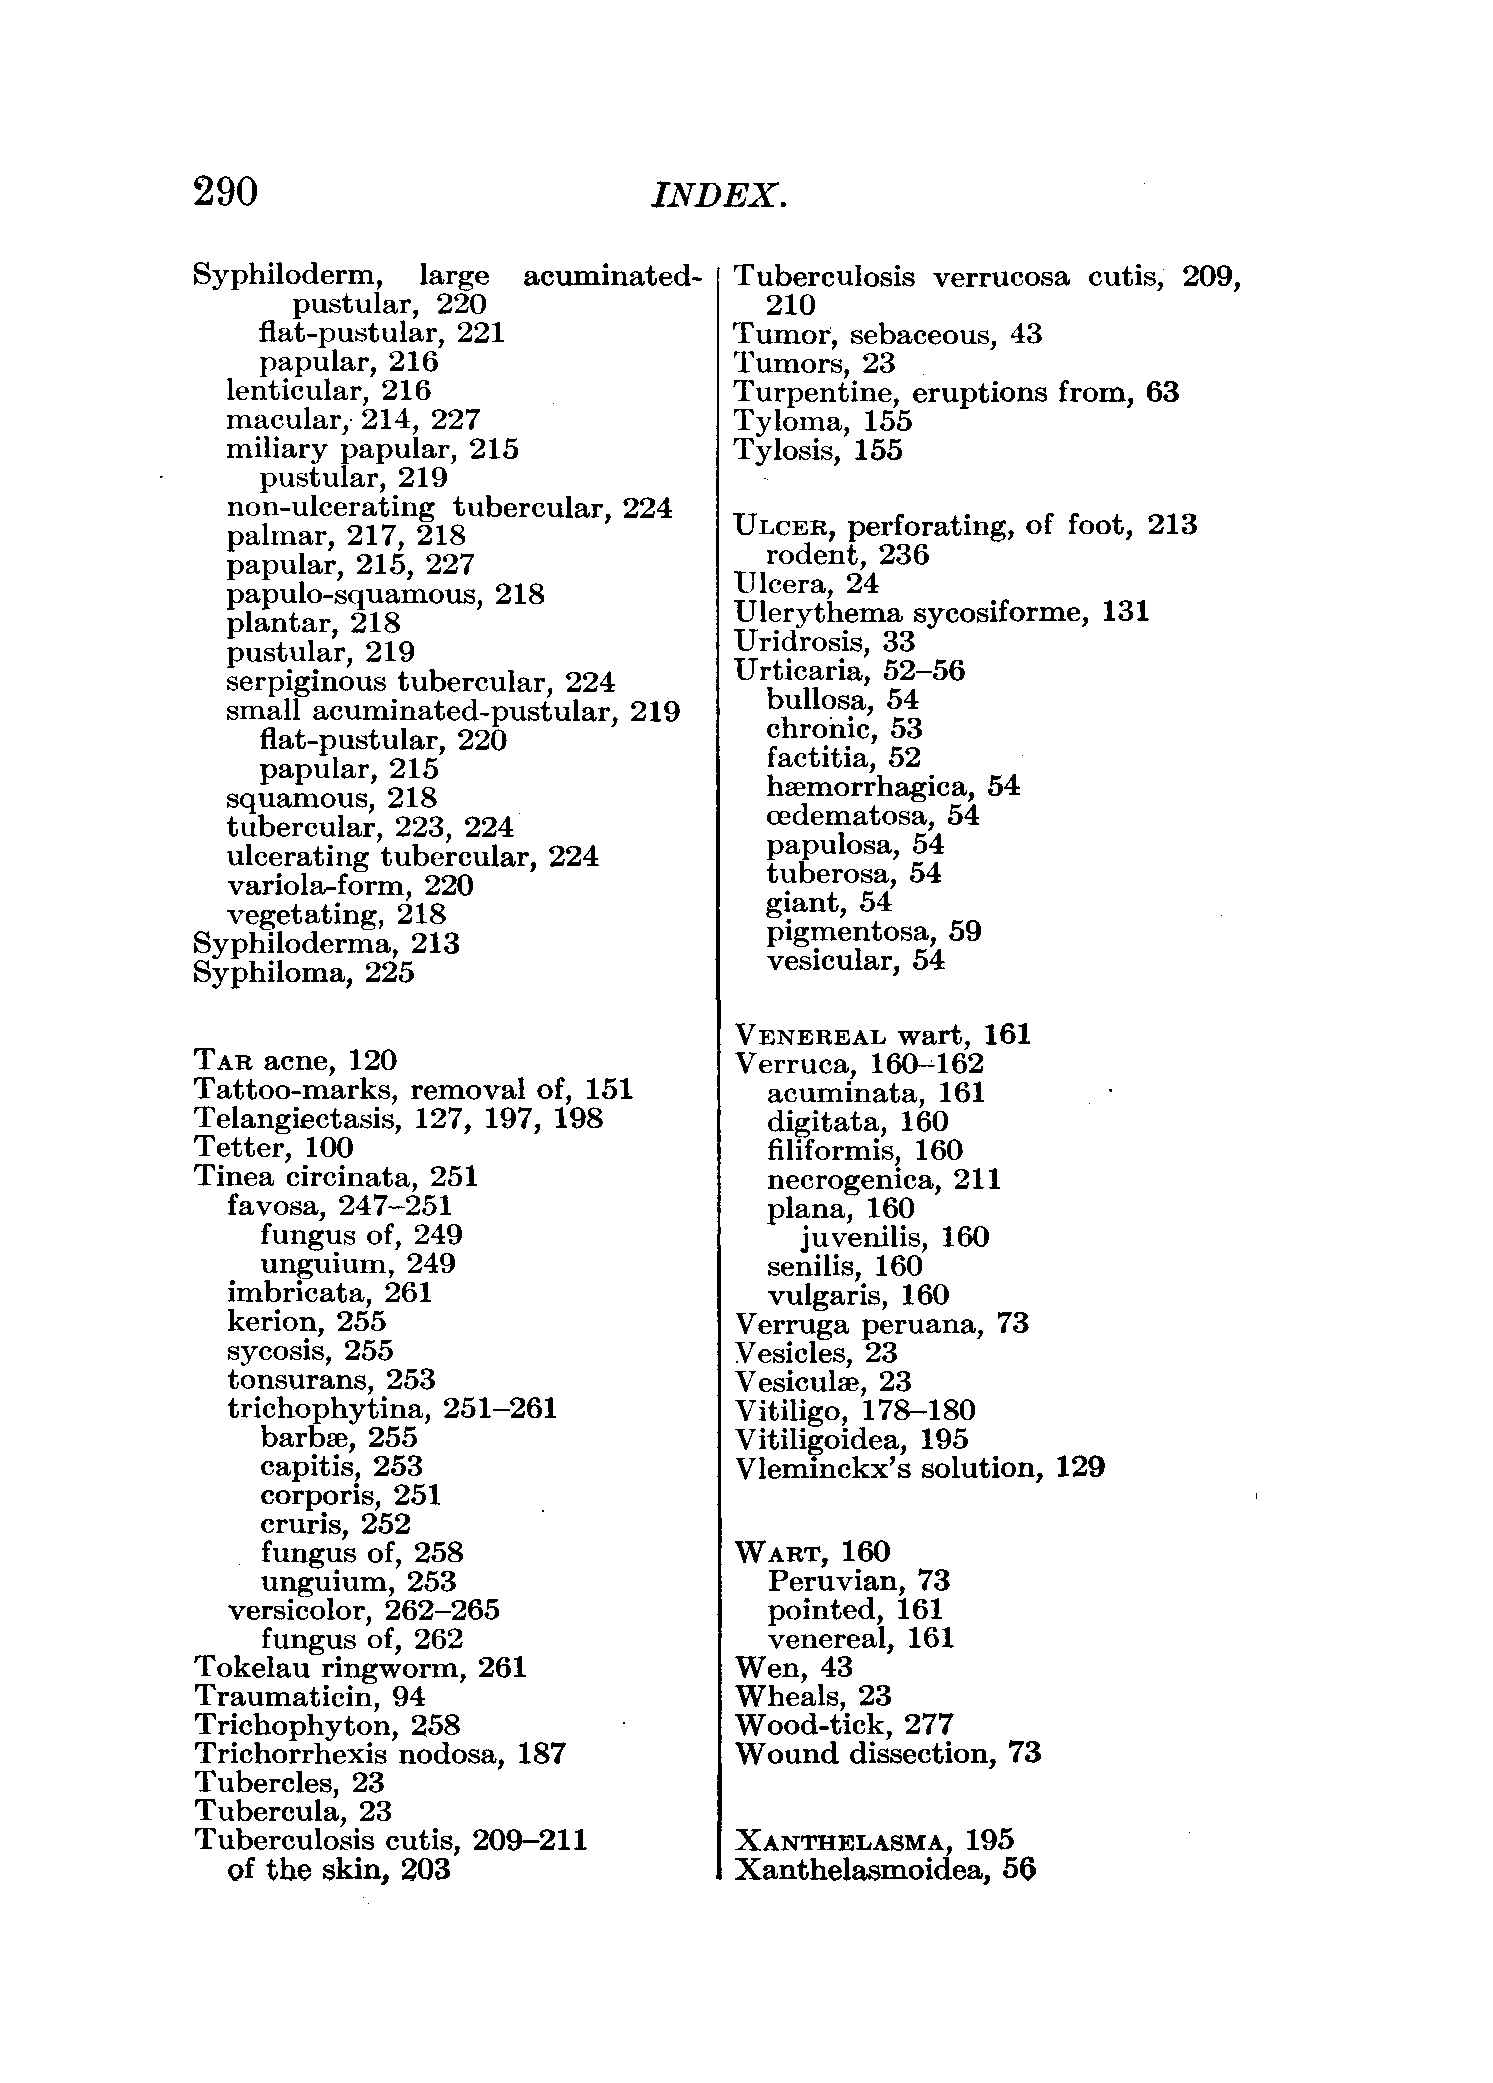 290
INDEX.
Syphiloderm, large acuminated-
pustular, 220
flat-pustular, 221
papular, 216
lenticular, 216
macular, 214, 227
miliary papular, 215
pustular, 219
non-ulcerating tubercular, 224
palmar, 217, 218
papular, 215, 227
papulo-squamous, 218
plantar, 218
pustular, 219
serpiginous tubercular, 224
small acuminated-pustular, 219
flat-pustular, 220
papular, 215
squamous, 218
tubercular, 223, 224
ulcerating tubercular, 224
variola-form, 220
vegetating, 218
Syphiloderma, 213
Syphiloma, 225
TAR acne, 120
Tattoo-marks, removal of, 151
Telangiectasis, 127, 197, 198
Tetter, 100
Tinea circinata, 251
favosa, 247–251
fungus of, 249
unguium, 249
imbricata, 261
kerion, 255
sycosis, 255
tonsurans, 253
trichophytina, 251–261
barbæ, 255
capitis, 253
corporis, 251
cruris, 252
fungus of, 258
unguium, 253
versicolor, 262–265
fungus of, 262
Tokelau ringworm, 261
Traumaticin, 94
Trichophyton, 258
Trichorrhexis nodosa, 187
Tubercles, 23
Tubercula, 23
Tuberculosis cutis, 209–211
of the skin, 203
Tuberculosis verrucosa cutis, 209,
210
Tumor, sebaceous, 43
Tumors, 23
Turpentine, eruptions from, 63
Tyloma, 155
Tylosis, 155
ULCER, perforating, of foot, 213
rodent, 236
Ulcera, 24
Ulerythema sycosiforme, 131
Uridrosis, 33
Urticaria, 52–56
bullosa, 54
chronic, 53
factitia, 52
hæmorrhagica, 54
œdematosa, 54
papulosa, 54
tuberosa, 54
giant, 54
pigmentosa, 59
vesicular, 54
VENEREAL wart, 161
Verruca, 160–162
acuminata, 161
digitata, 160
filiformis, 160
necrogenica, 211
plana, 160
juvenilis, 160
senilis, 160
vulgaris, 160
Verruga peruana, 73
Vesicles, 23
Vesiculæ, 23
Vitiligo, 178–180
Vitiligoidea, 195
Vleminckx's solution, 129
WART, 160
Peruvian, 73
pointed, 161
venereal, 161
Wen, 43
Wheals, 23
Wood-tick, 277
Wound dissection, 73
XANTHELASMA, 195
Xanthelasmoidea, 56